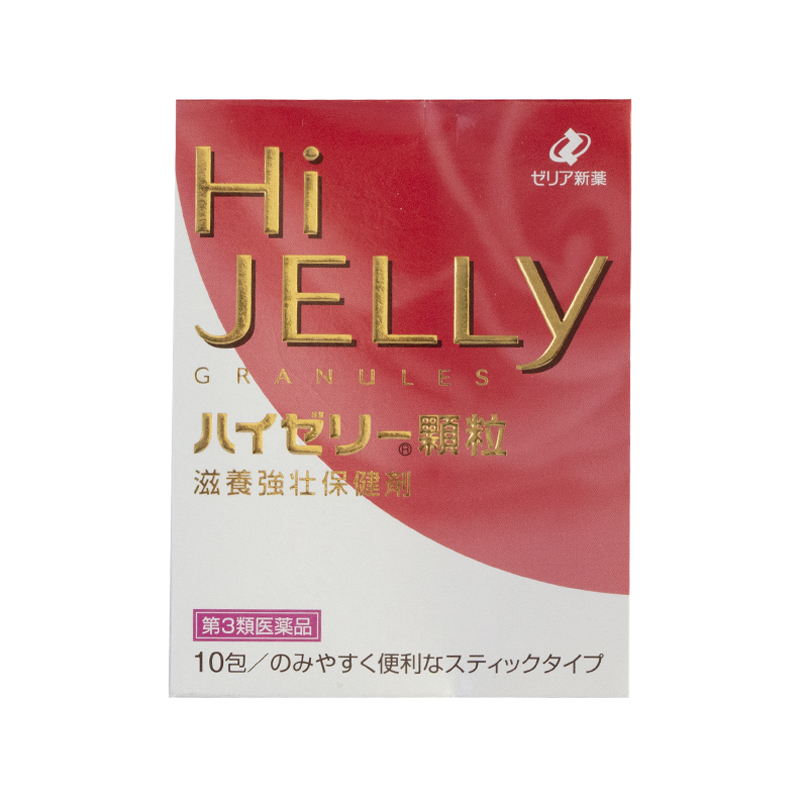 ゼリア新薬
Hi
JELLY
GRANULES
ハイゼリー®顆粒
滋養強壮保健剤
第3類医薬品
10包/のみやすく便利なスティックタイプ